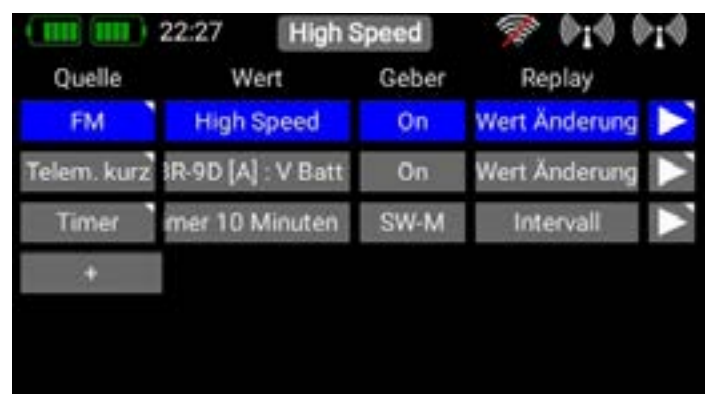 22:27 High Speed
Quelle Wert Geber Replay
FM High Speed On Wert Änderung
Telem. kurz R-9D [A] : V Batt On Wert Änderung
Timer mer 10 Minuten SW-M Intervall
+